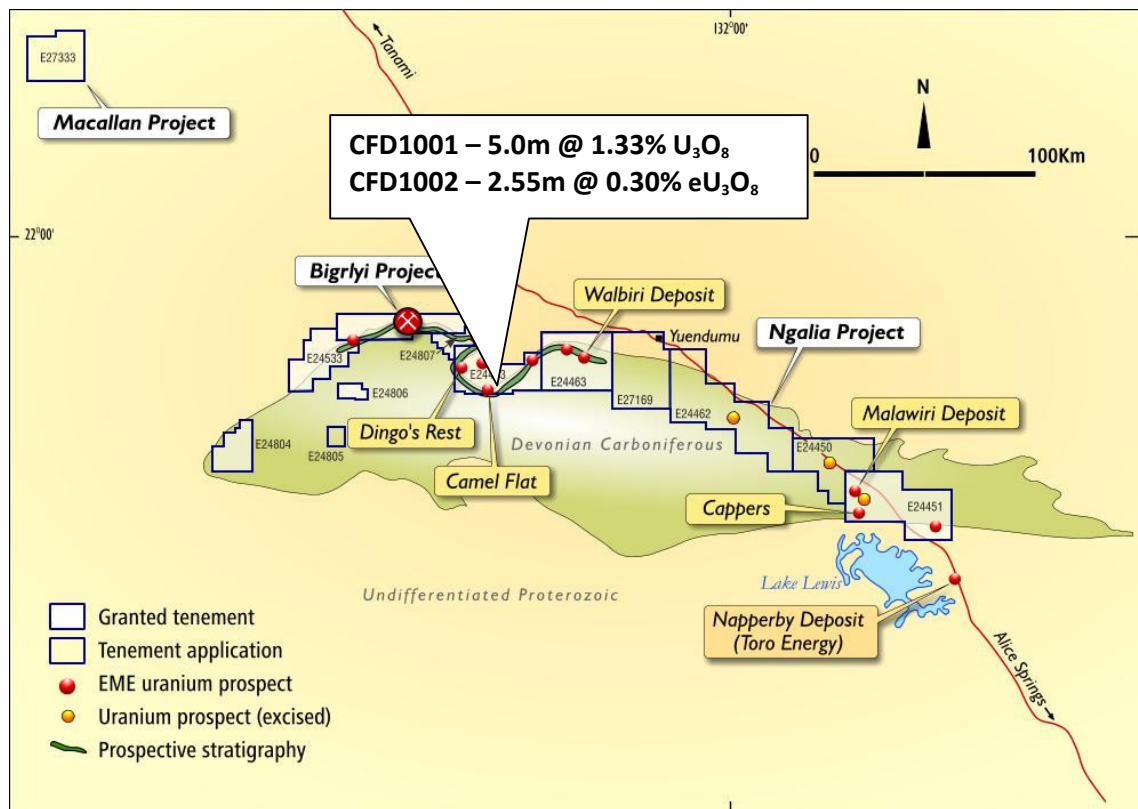 132°00'
Tanami
E27333
Macallan Project
N
0
100Km
CFD1001 – 5.0m @ 1.33% U₃O₈
CFD1002 – 2.55m @ 0.30% eU₃O₈
22°00'
Bigrlyi Project
Walbiri Deposit
Yuendumu
Ngalia Project
E24533
E24807
E24463
E24806
E27169
E24462
Malawiri Deposit
E24804
E24805
Dingo's Rest
Devonian Carboniferous
E24450
Camel Flat
Cappers
E24451
Lake Lewis
Undifferentiated Proterozoic
Napperby Deposit
(Toro Energy)
Alice Springs
Granted tenement
Tenement application
EME uranium prospect
Uranium prospect (excised)
Prospective stratigraphy